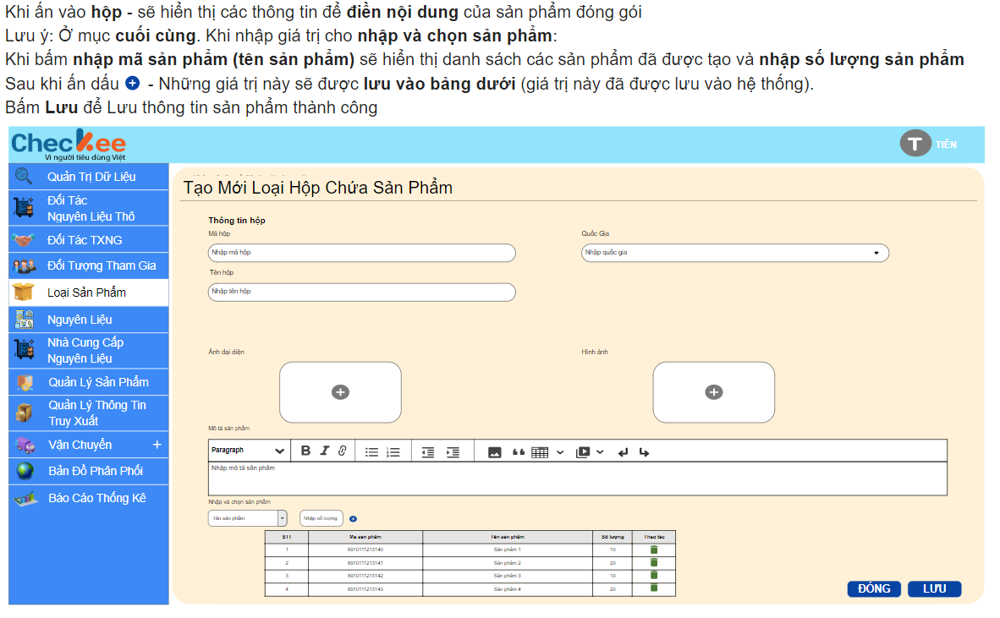 Khi ấn vào hộp - sẽ hiển thị các thông tin để điền nội dung của sản phẩm đóng gói
Lưu ý: Ở mục cuối cùng. Khi nhập giá trị cho nhập và chọn sản phẩm:
Khi bấm nhập mã sản phẩm (tên sản phẩm) sẽ hiển thị danh sách các sản phẩm đã được tạo và nhập số lượng sản phẩm
Sau khi ấn dấu + - Những giá trị này sẽ được lưu vào bảng dưới (giá trị này đã được lưu vào hệ thống).
Bấm Lưu để Lưu thông tin sản phẩm thành công
Checkee
Vì người tiêu dùng Việt
T TIÊN
Quản Trị Dữ Liệu
Đối Tác
Nguyên Liệu Thô
Đối Tác TXNG
Đối Tượng Tham Gia
Loại Sản Phẩm
Nguyên Liệu
Nhà Cung Cấp
Nguyên Liệu
Quản Lý Sản Phẩm
Quản Lý Thông Tin
Truy Xuất
Vận Chuyển +
Bản Đồ Phân Phối
Báo Cáo Thống Kê
Tạo Mới Loại Hộp Chứa Sản Phẩm
Thông tin hộp
Mã hộp
Quốc Gia
Nhập mã hộp
Nhập quốc gia
Tên hộp
Nhập tên hộp
Ảnh đại diện
Hình ảnh
Mô tả sản phẩm
Paragraph
Nhập mô tả sản phẩm
Nhập và chọn sản phẩm
Tên sản phẩm Nhập số lượng
STT Mã sản phẩm Tên sản phẩm Số lượng Thao tác
1 8910111213140 Sản phẩm 1 10
2 8910111213141 Sản phẩm 2 20
3 8910111213142 Sản phẩm 3 10
4 8910111213143 Sản phẩm 4 20
ĐÓNG LƯU